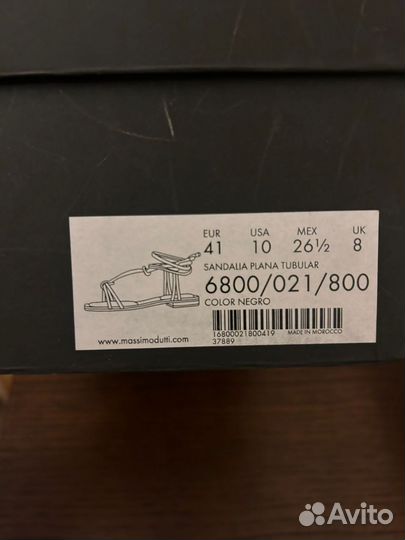 EUR USA MEX UK
41 10 26½ 8
SANDALIA PLANA TUBULAR
6800/021/800
COLOR NEGRO
16800021800419 MADE IN MOROCCO
37889
www.massimodutti.com
Avito